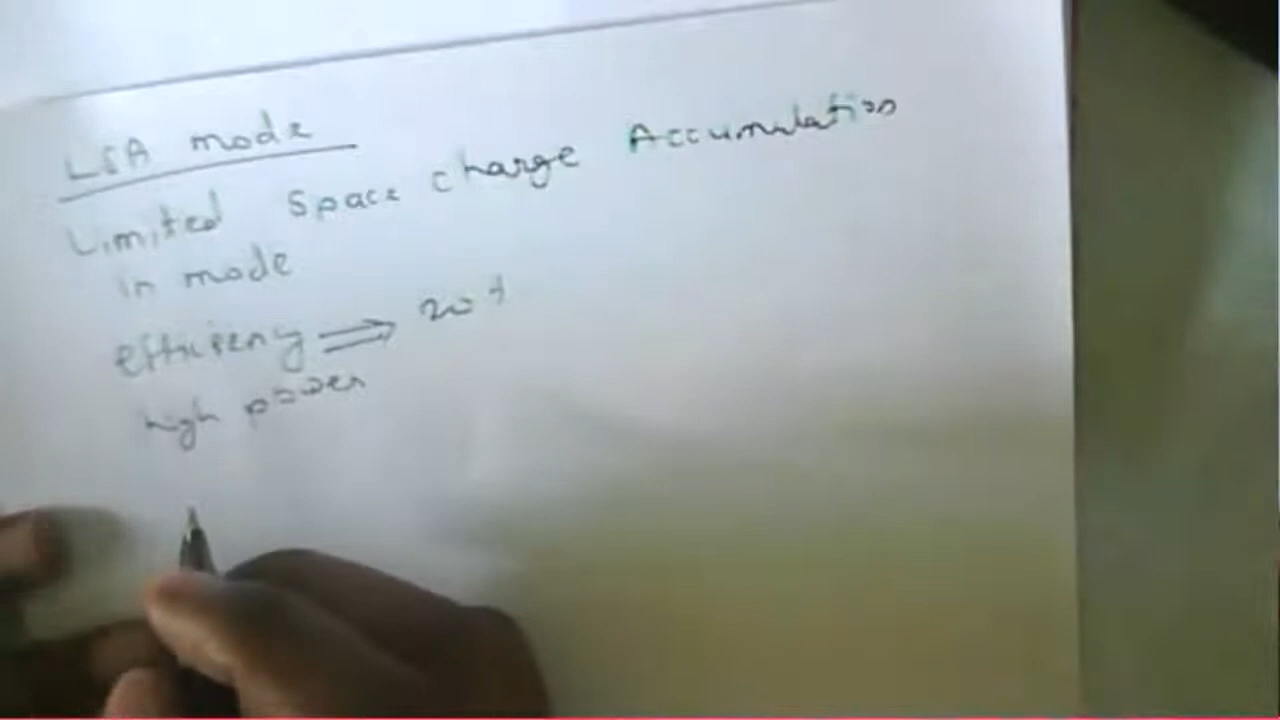 LSA mode
Limited Space charge Accumulation
in mode
efficiency ⇒ 20%
high power